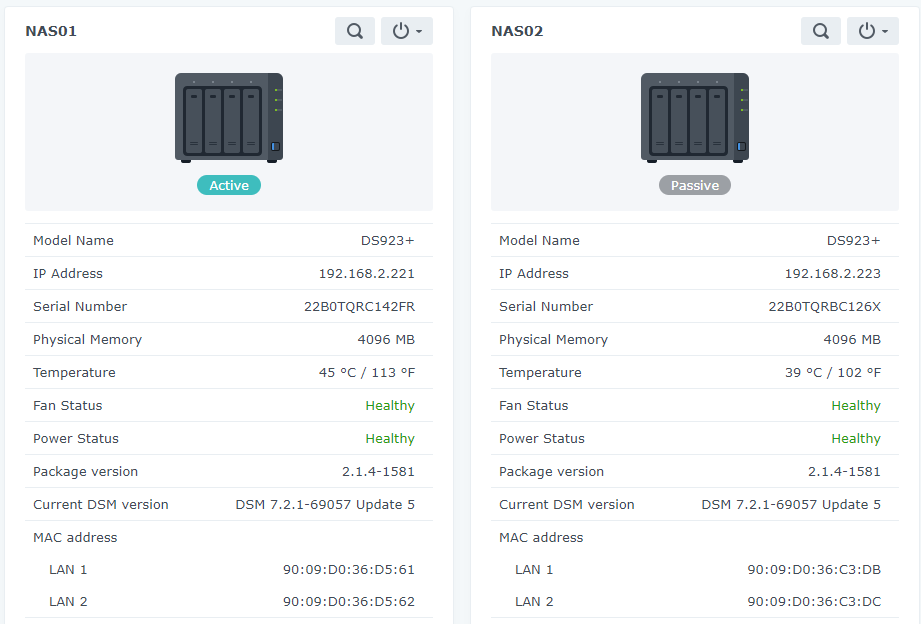 NAS01
Active
Model Name DS923+
IP Address 192.168.2.221
Serial Number 22B0TQRC142FR
Physical Memory 4096 MB
Temperature 45 °C / 113 °F
Fan Status Healthy
Power Status Healthy
Package version 2.1.4-1581
Current DSM version DSM 7.2.1-69057 Update 5
MAC address
LAN 1 90:09:D0:36:D5:61
LAN 2 90:09:D0:36:D5:62
NAS02
Passive
Model Name DS923+
IP Address 192.168.2.223
Serial Number 22B0TQRBC126X
Physical Memory 4096 MB
Temperature 39 °C / 102 °F
Fan Status Healthy
Power Status Healthy
Package version 2.1.4-1581
Current DSM version DSM 7.2.1-69057 Update 5
MAC address
LAN 1 90:09:D0:36:C3:DB
LAN 2 90:09:D0:36:C3:DC